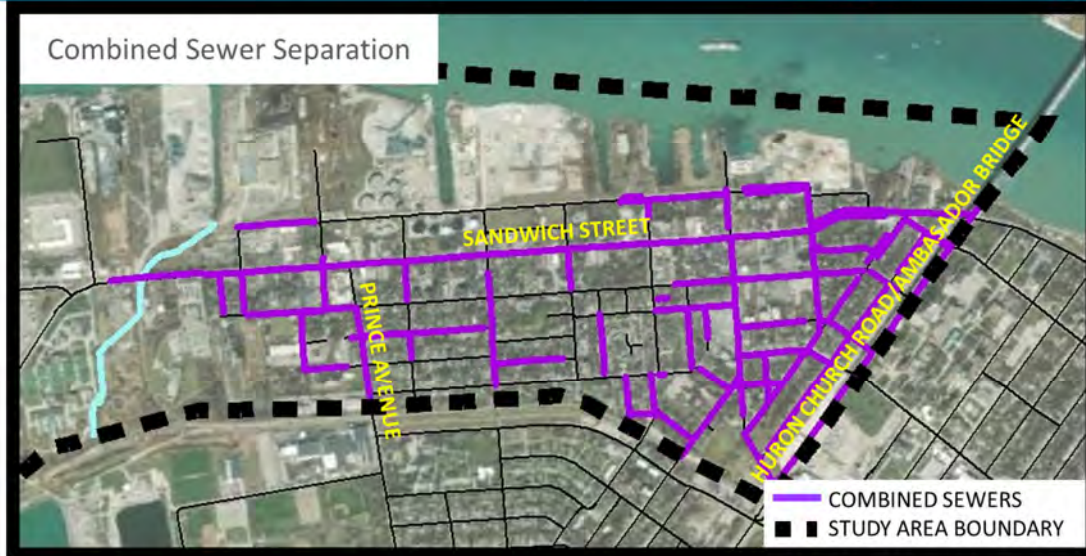 Combined Sewer Separation
SANDWICH STREET
PRINCE AVENUE
HURON CHURCH ROAD/AMBASADOR BRIDGE
COMBINED SEWERS
STUDY AREA BOUNDARY